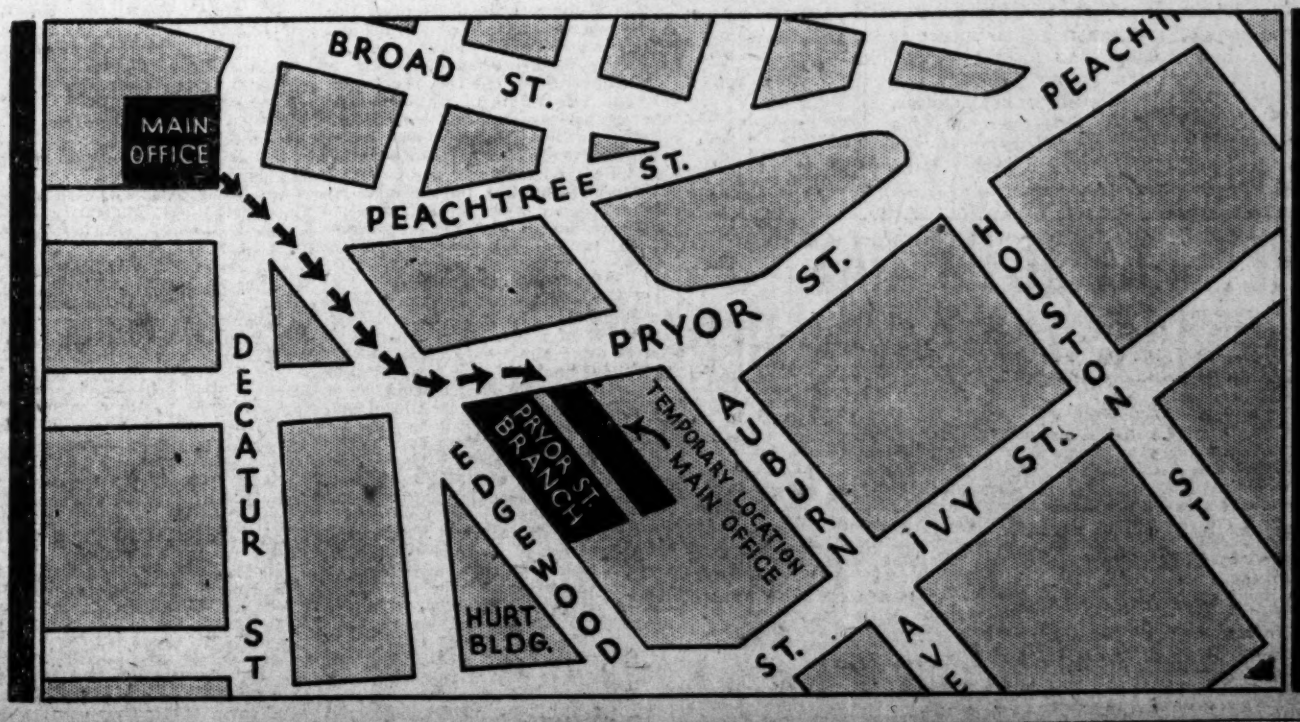 BROAD ST.
PEACHT
MAIN
OFFICE
PEACHTREE ST.
HOUSTON ST.
PRYOR ST.
DECATUR ST
PRYOR ST.
BRANCH
TEMPORARY LOCATION
MAIN OFFICE
AUBURN AVE
IVY ST.
EDGEWOOD
HURT
BLDG.
ST.